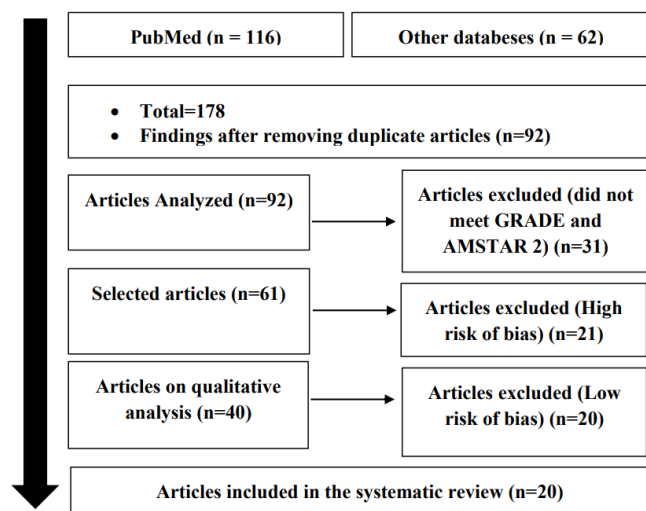 PubMed (n = 116)
Other databeses (n = 62)
• Total=178
• Findings after removing duplicate articles (n=92)
Articles Analyzed (n=92)
Articles excluded (did not
meet GRADE and
AMSTAR 2) (n=31)
Selected articles (n=61)
Articles excluded (High
risk of bias) (n=21)
Articles on qualitative
analysis (n=40)
Articles excluded (Low
risk of bias) (n=20)
Articles included in the systematic review (n=20)